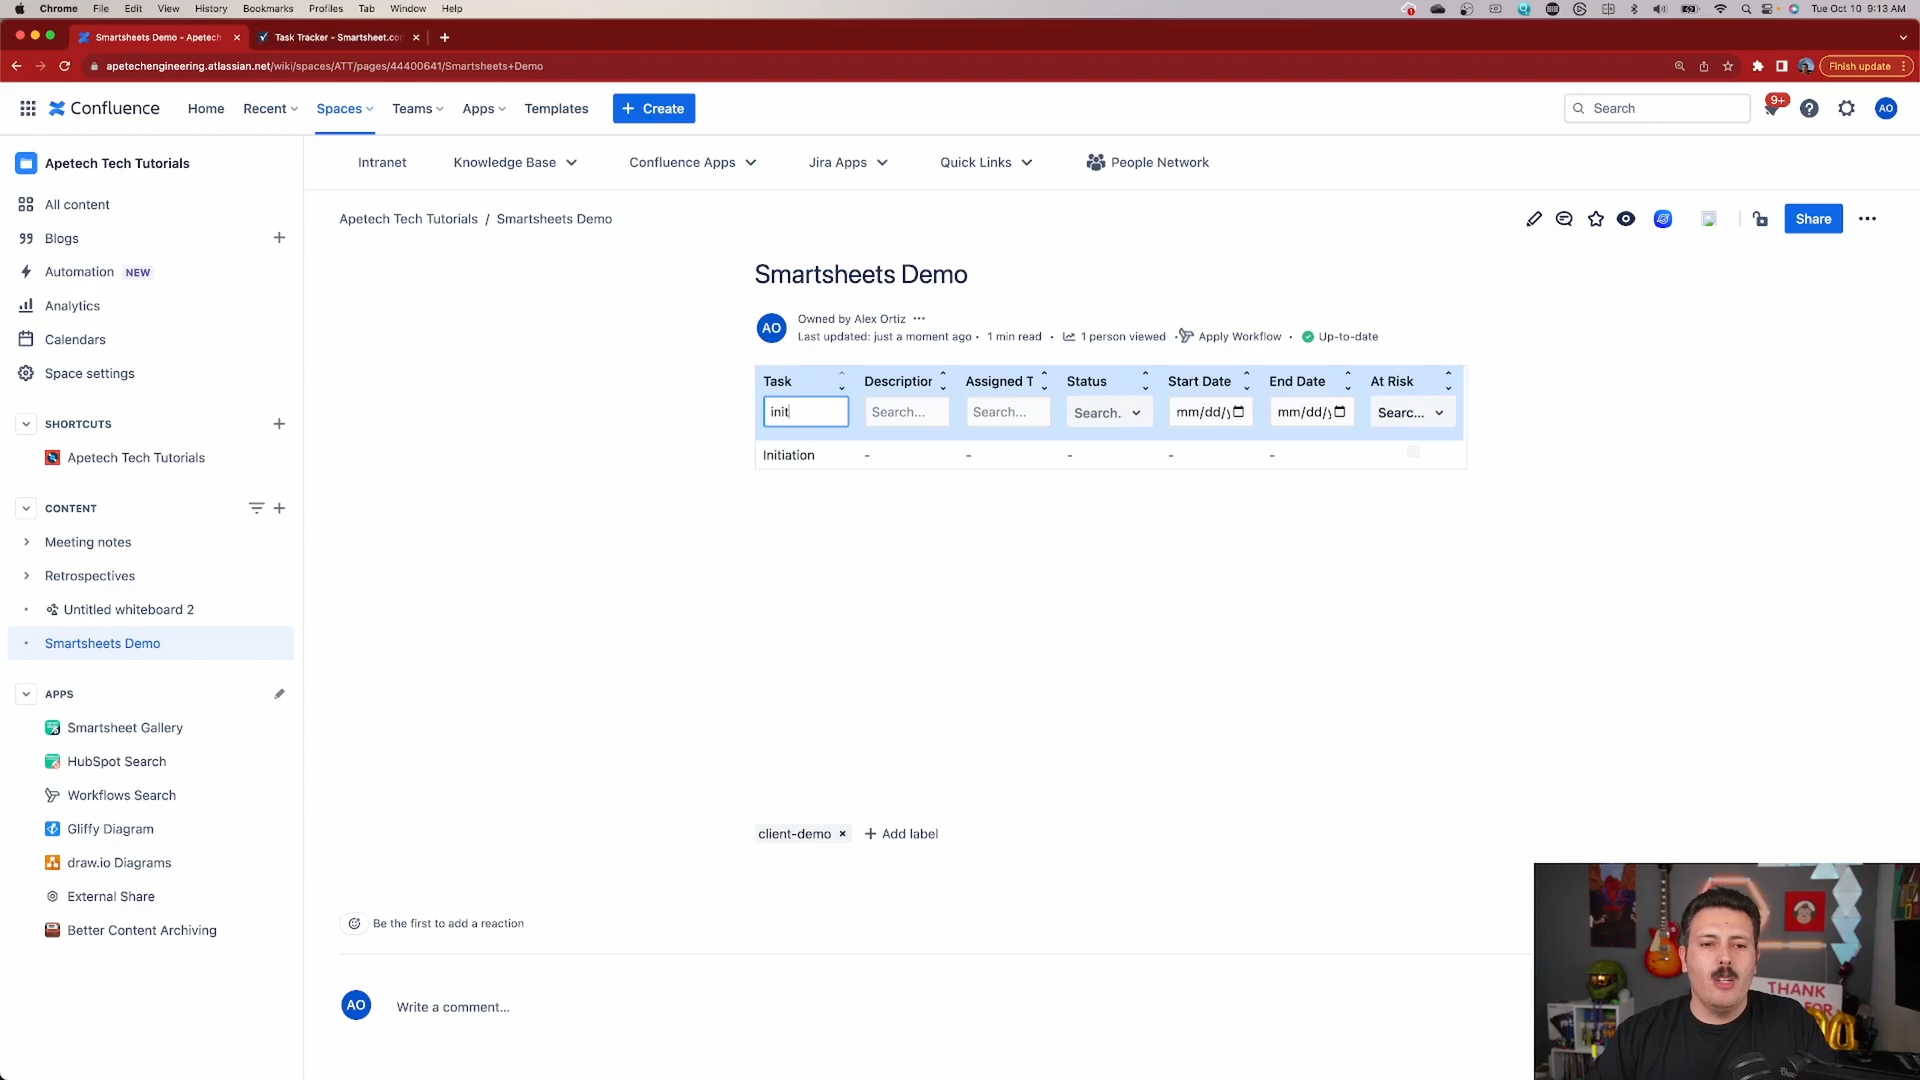 Chrome File Edit View History Bookmarks Profiles Tab Window Help Tue Oct 10 9:13 AM
Smartsheets Demo - Apetech Task Tracker - Smartsheet.co
apetechengineering.atlassian.net/wiki/spaces/ATT/pages/44400641/Smartsheets+Demo Finish update
Confluence Home Recent Spaces Teams Apps Templates Create Search 9+ AO
Apetech Tech Tutorials
All content
Blogs
Automation NEW
Analytics
Calendars
Space settings
SHORTCUTS
Apetech Tech Tutorials
CONTENT
Meeting notes
Retrospectives
Untitled whiteboard 2
Smartsheets Demo
APPS
Smartsheet Gallery
HubSpot Search
Workflows Search
Gliffy Diagram
draw.io Diagrams
External Share
Better Content Archiving
Intranet Knowledge Base Confluence Apps Jira Apps Quick Links People Network
Apetech Tech Tutorials / Smartsheets Demo Share
Smartsheets Demo
AO Owned by Alex Ortiz
Last updated: just a moment ago • 1 min read • 1 person viewed • Apply Workflow • Up-to-date
Task Description Assigned T Status Start Date End Date At Risk
init Search... Search... Search. mm/dd/y mm/dd/y Searc...
Initiation - - - - -
client-demo × Add label
Be the first to add a reaction
AO Write a comment...
THANK
FOR